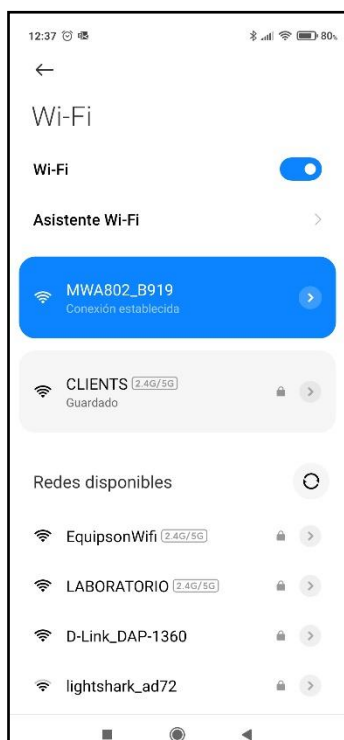 12:37 80%
Wi-Fi
Wi-Fi
Asistente Wi-Fi
MWA802_B919
Conexión establecida
CLIENTS 2.4G/5G
Guardado
Redes disponibles
EquipsonWifi 2.4G/5G
LABORATORIO 2.4G/5G
D-Link_DAP-1360
lightshark_ad72